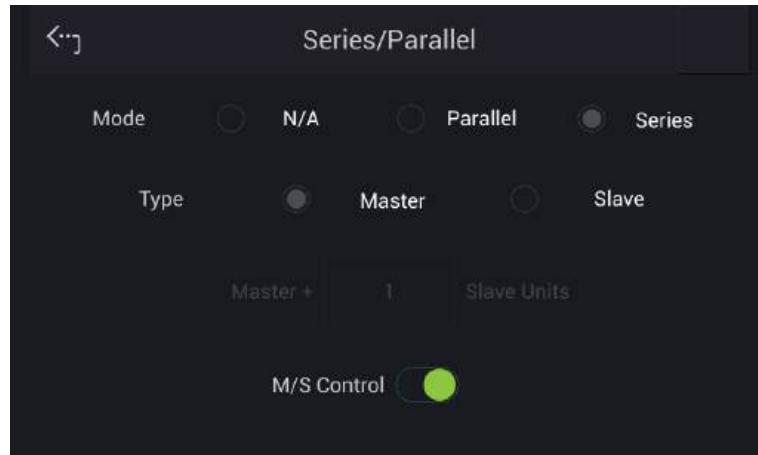 Series/Parallel
Mode N/A Parallel Series
Type Master Slave
Master + 1 Slave Units
M/S Control